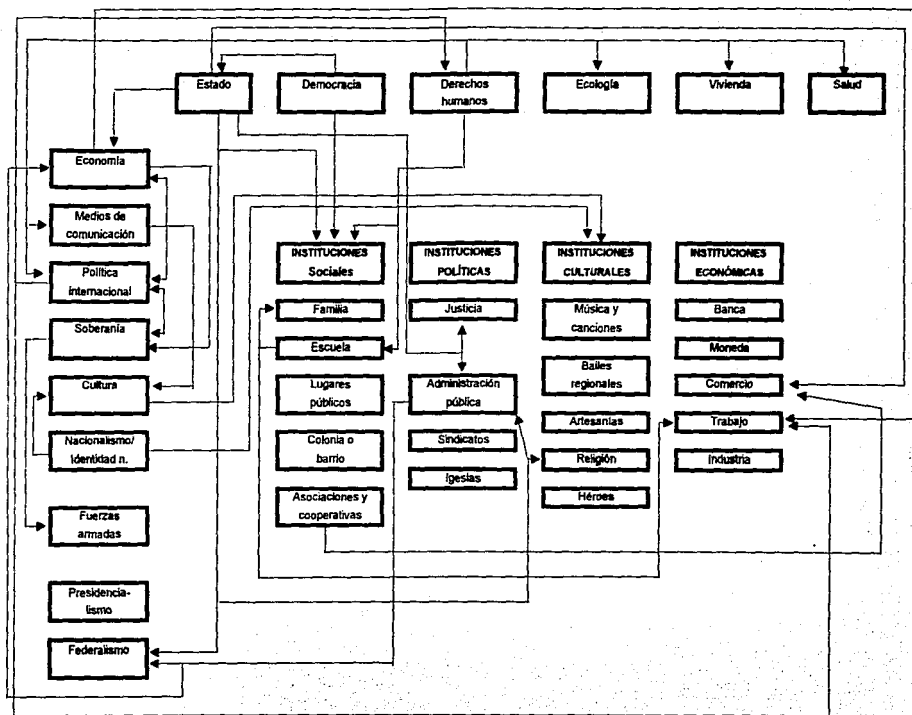 Estado
Democracia
Derechos
humanos
Ecología
Vivienda
Salud
Economía
Medios de
comunicación
Política
internacional
Soberanía
Cultura
Nacionalismo/
Identidad n.
Fuerzas
armadas
Presidencia-
lismo
Federalismo
INSTITUCIONES
Sociales
Familia
Escuela
Lugares
públicos
Colonia o
barrio
Asociaciones y
cooperativas
INSTITUCIONES
POLÍTICAS
Justicia
Administración
pública
Sindicatos
Igesias
INSTITUCIONES
CULTURALES
Música y
canciones
Bailes
regionales
Artesanías
Religión
Héroes
INSTITUCIONES
ECONÓMICAS
Banca
Moneda
Comercio
Trabajo
Industria